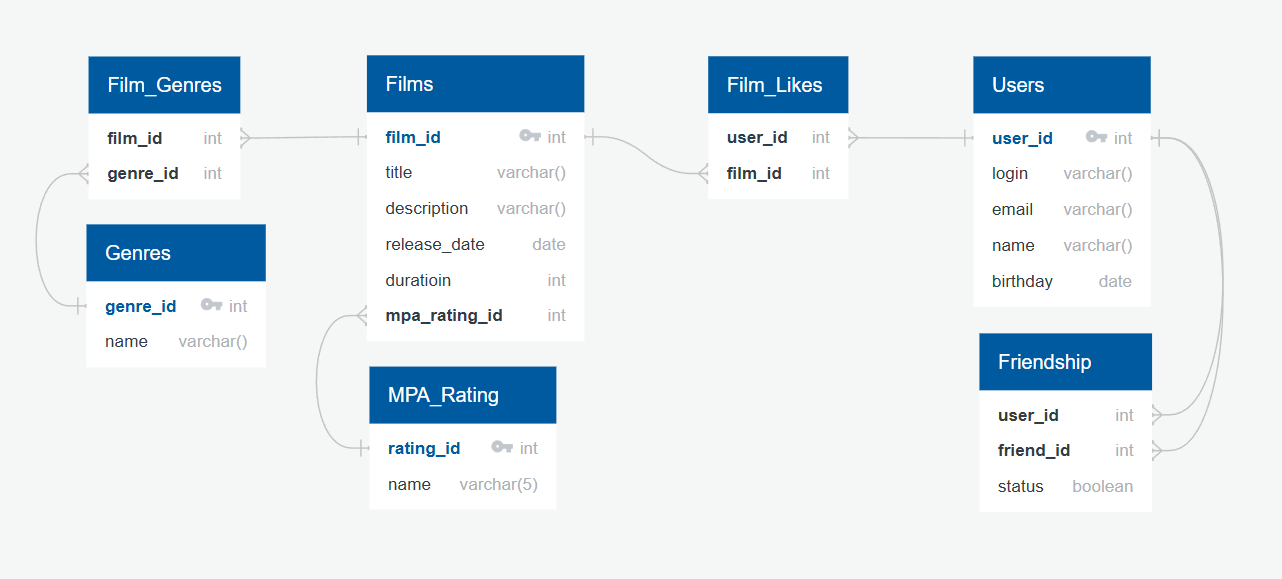 Film_Genres
film_id int
genre_id int
Genres
genre_id int
name varchar()
Films
film_id int
title varchar()
description varchar()
release_date date
duratioin int
mpa_rating_id int
MPA_Rating
rating_id int
name varchar(5)
Film_Likes
user_id int
film_id int
Users
user_id int
login varchar()
email varchar()
name varchar()
birthday date
Friendship
user_id int
friend_id int
status boolean